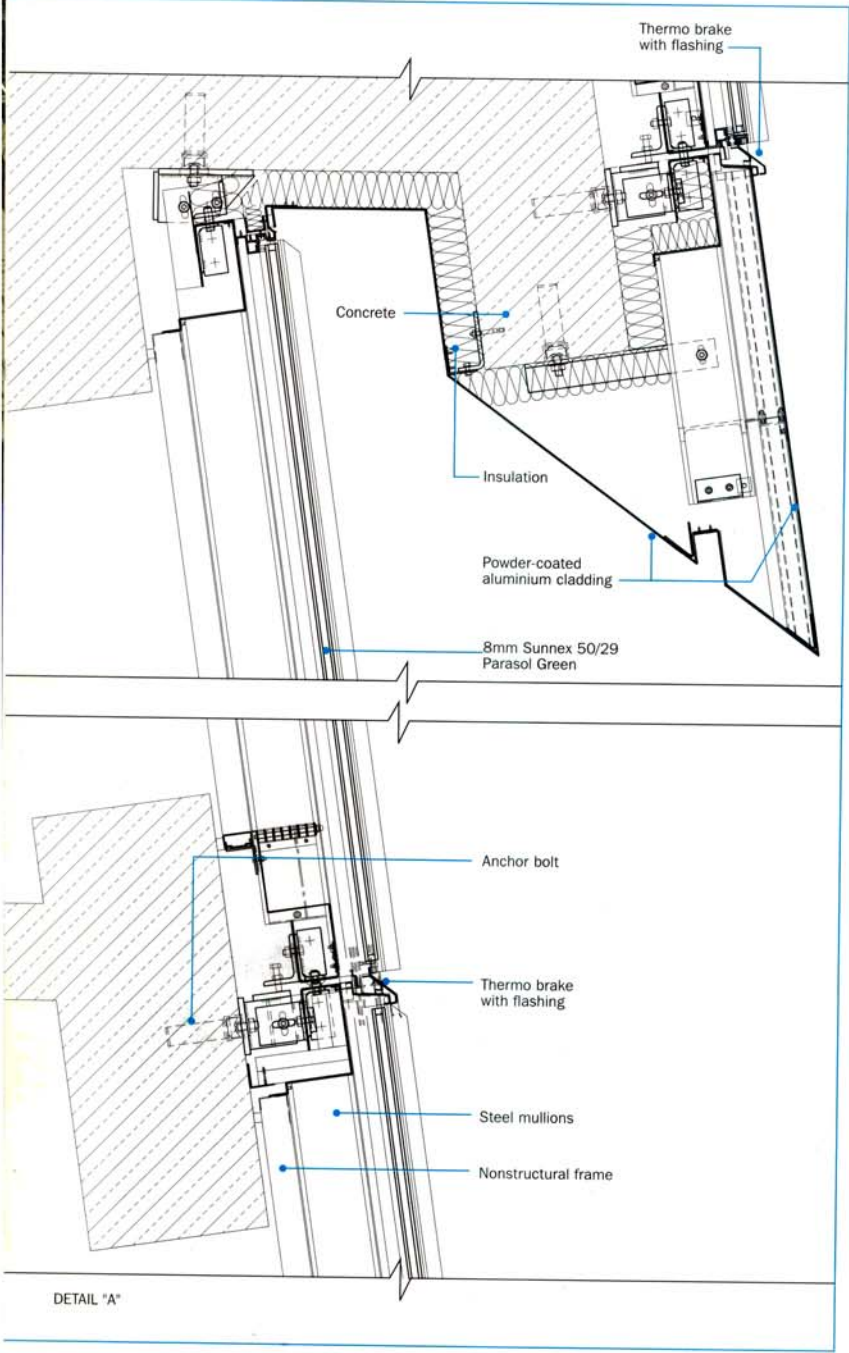 Thermo brake
with flashing
Concrete
Insulation
Powder-coated
aluminium cladding
8mm Sunnex 50/29
Parasol Green
Anchor bolt
Thermo brake
with flashing
Steel mullions
Nonstructural frame
DETAIL "A"